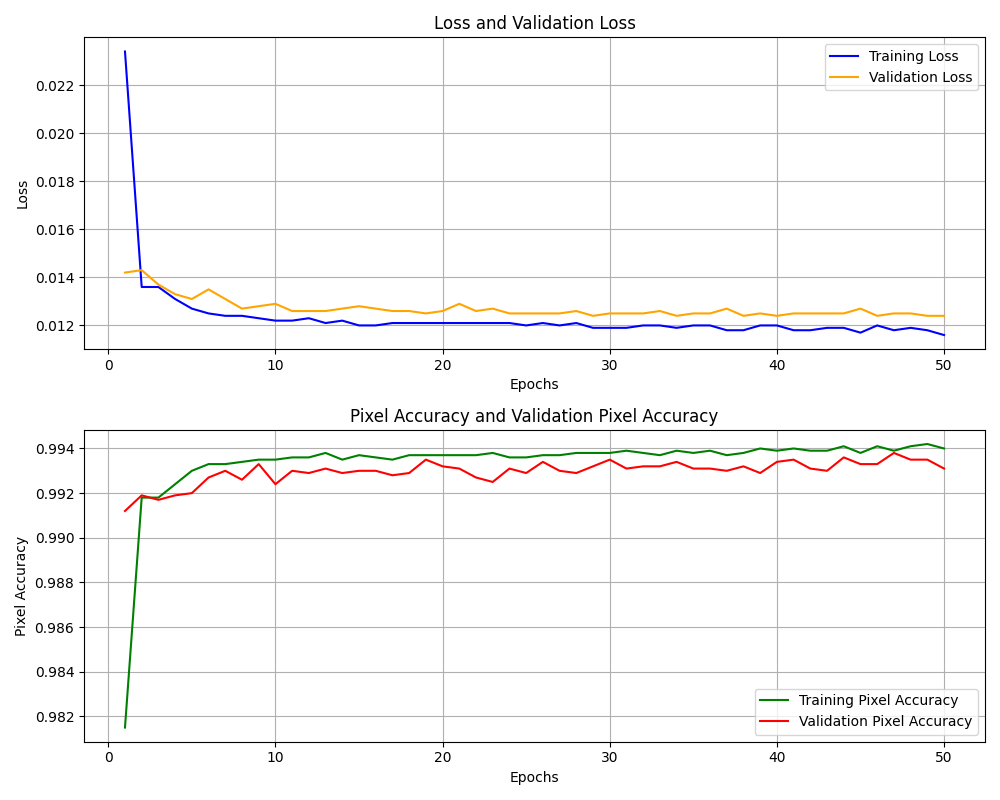 Loss and Validation Loss
Training Loss
Validation Loss
0.022
0.020
0.018
0.016
0.014
0.012
Loss
0 10 20 30 40 50
Epochs
Pixel Accuracy and Validation Pixel Accuracy
0.994
0.992
0.990
0.988
0.986
0.984
0.982
Pixel Accuracy
Training Pixel Accuracy
Validation Pixel Accuracy
0 10 20 30 40 50
Epochs